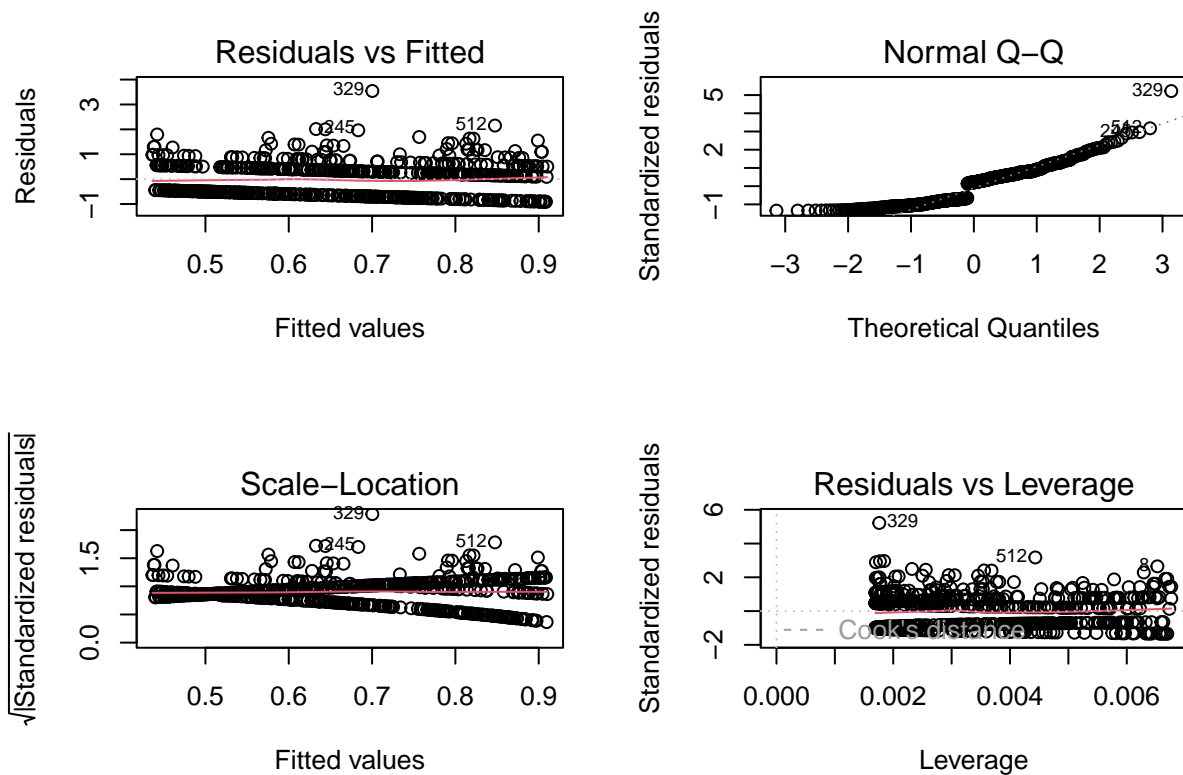 Residuals vs Fitted
Residuals
−1 1 3
329
245
512
0.5 0.6 0.7 0.8 0.9
Fitted values
Normal Q−Q
Standardized residuals
−1 2 5
329
512
−3 −2 −1 0 1 2 3
Theoretical Quantiles
Scale−Location
√|Standardized residuals|
0.0 1.5
329
245
512
0.5 0.6 0.7 0.8 0.9
Fitted values
Residuals vs Leverage
Standardized residuals
−2 2 6
329
512
8
Cook's distance
0.000 0.002 0.004 0.006
Leverage